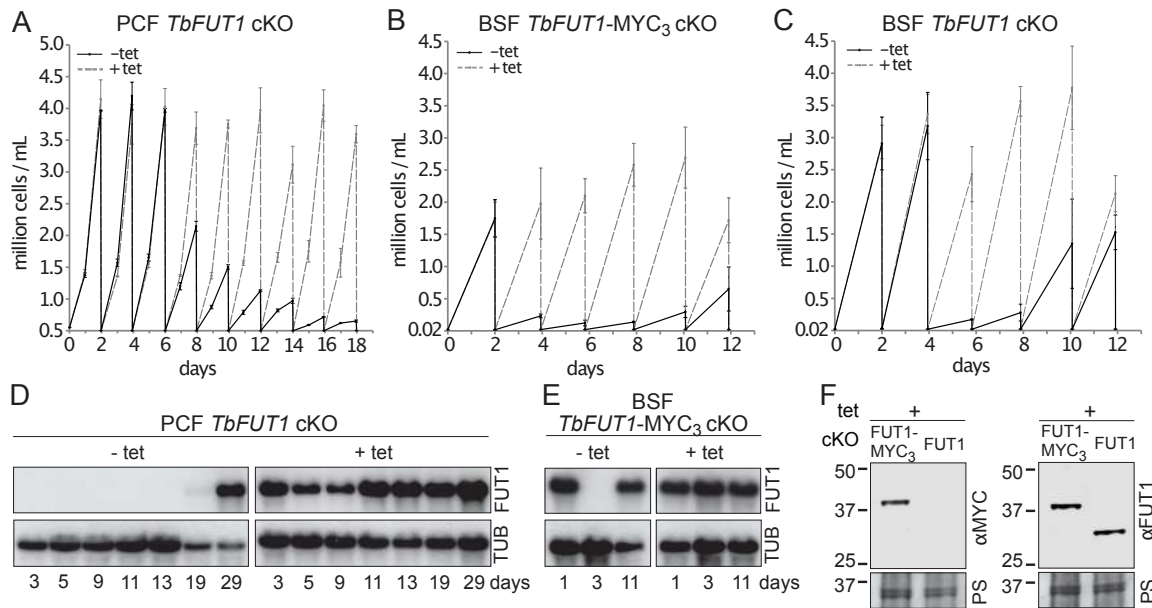 A PCF TbFUT1 cKO
million cells / mL
5.0
4.5
4.0
3.5
3.0
2.5
2.0
1.5
1.0
0.5
-tet
+tet
0 2 4 6 8 10 12 14 16 18
days
B BSF TbFUT1-MYC3 cKO
million cells / mL
4.5
4.0
3.5
3.0
2.5
2.0
1.5
1.0
0.5
0.02
-tet
+tet
0 2 4 6 8 10 12
days
C BSF TbFUT1 cKO
million cells / mL
4.5
4.0
3.5
3.0
2.5
2.0
1.5
1.0
0.5
0.02
-tet
+tet
0 2 4 6 8 10 12
days
D
PCF TbFUT1 cKO
- tet + tet
FUT1
TUB
3 5 9 11 13 19 29 3 5 9 11 13 19 29 days
E BSF
TbFUT1-MYC3 cKO
- tet + tet
FUT1
TUB
1 3 11 1 3 11 days
F
tet + +
cKO FUT1-MYC3 FUT1 FUT1-MYC3 FUT1
50
37
25
αMYC
37
PS
50
37
25
αFUT1
37
PS